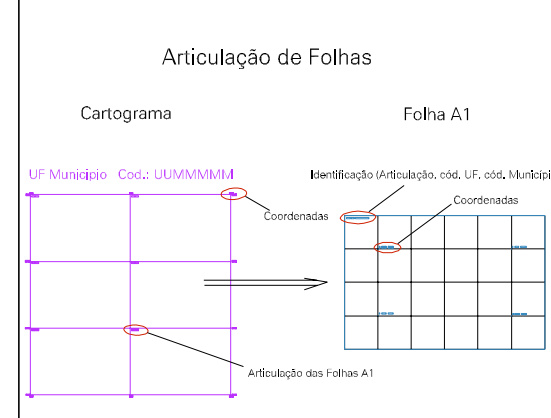 Articulação de Folhas
Cartograma
Folha A1
UF Municipio Cod.: UUMMMMM
Identificação (Articulação, cód. UF, cód. Municípi
Coordenadas
Coordenadas
Articulação das Folhas A1